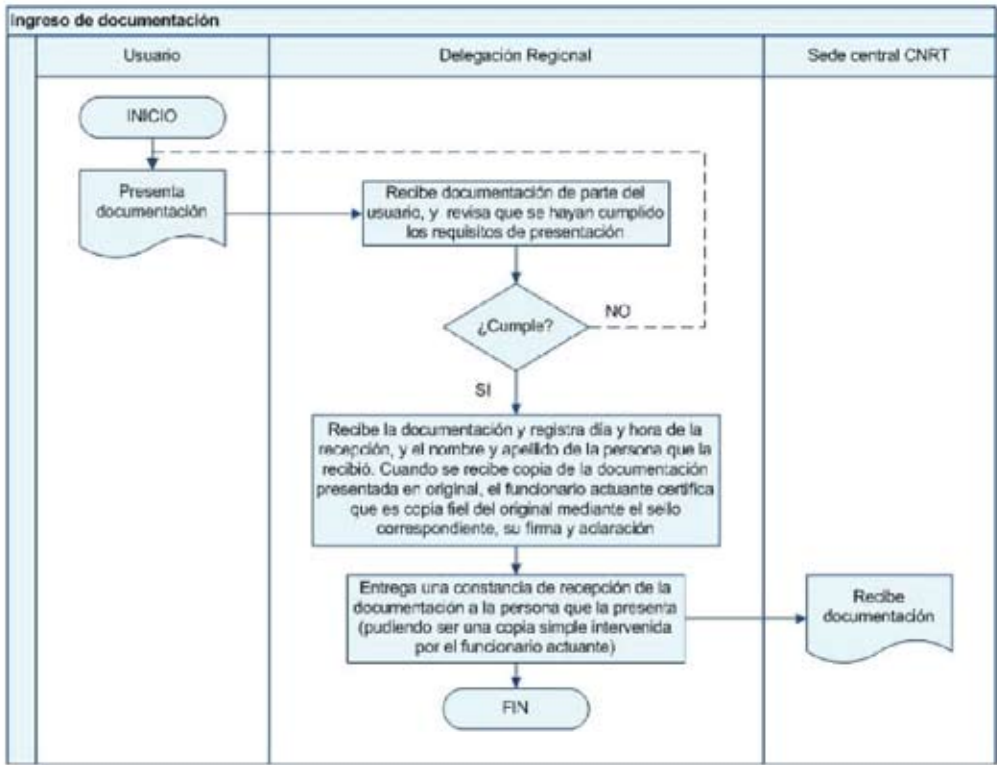 Ingreso de documentación
Usuario
Delegación Regional
Sede central CNRT
INICIO
Presenta
documentación
Recibe documentación de parte del
usuario, y revisa que se hayan cumplido
los requisitos de presentación
¿Cumple?
NO
SI
Recibe la documentación y registra día y hora de la
recepción, y el nombre y apellido de la persona que la
recibió. Cuando se recibe copia de la documentación
presentada en original, el funcionario actuante certifica
que es copia fiel del original mediante el sello
correspondiente, su firma y aclaración
Entrega una constancia de recepción de la
documentación a la persona que la presenta
(pudiendo ser una copia simple intervenida
por el funcionario actuante)
Recibe
documentación
FIN